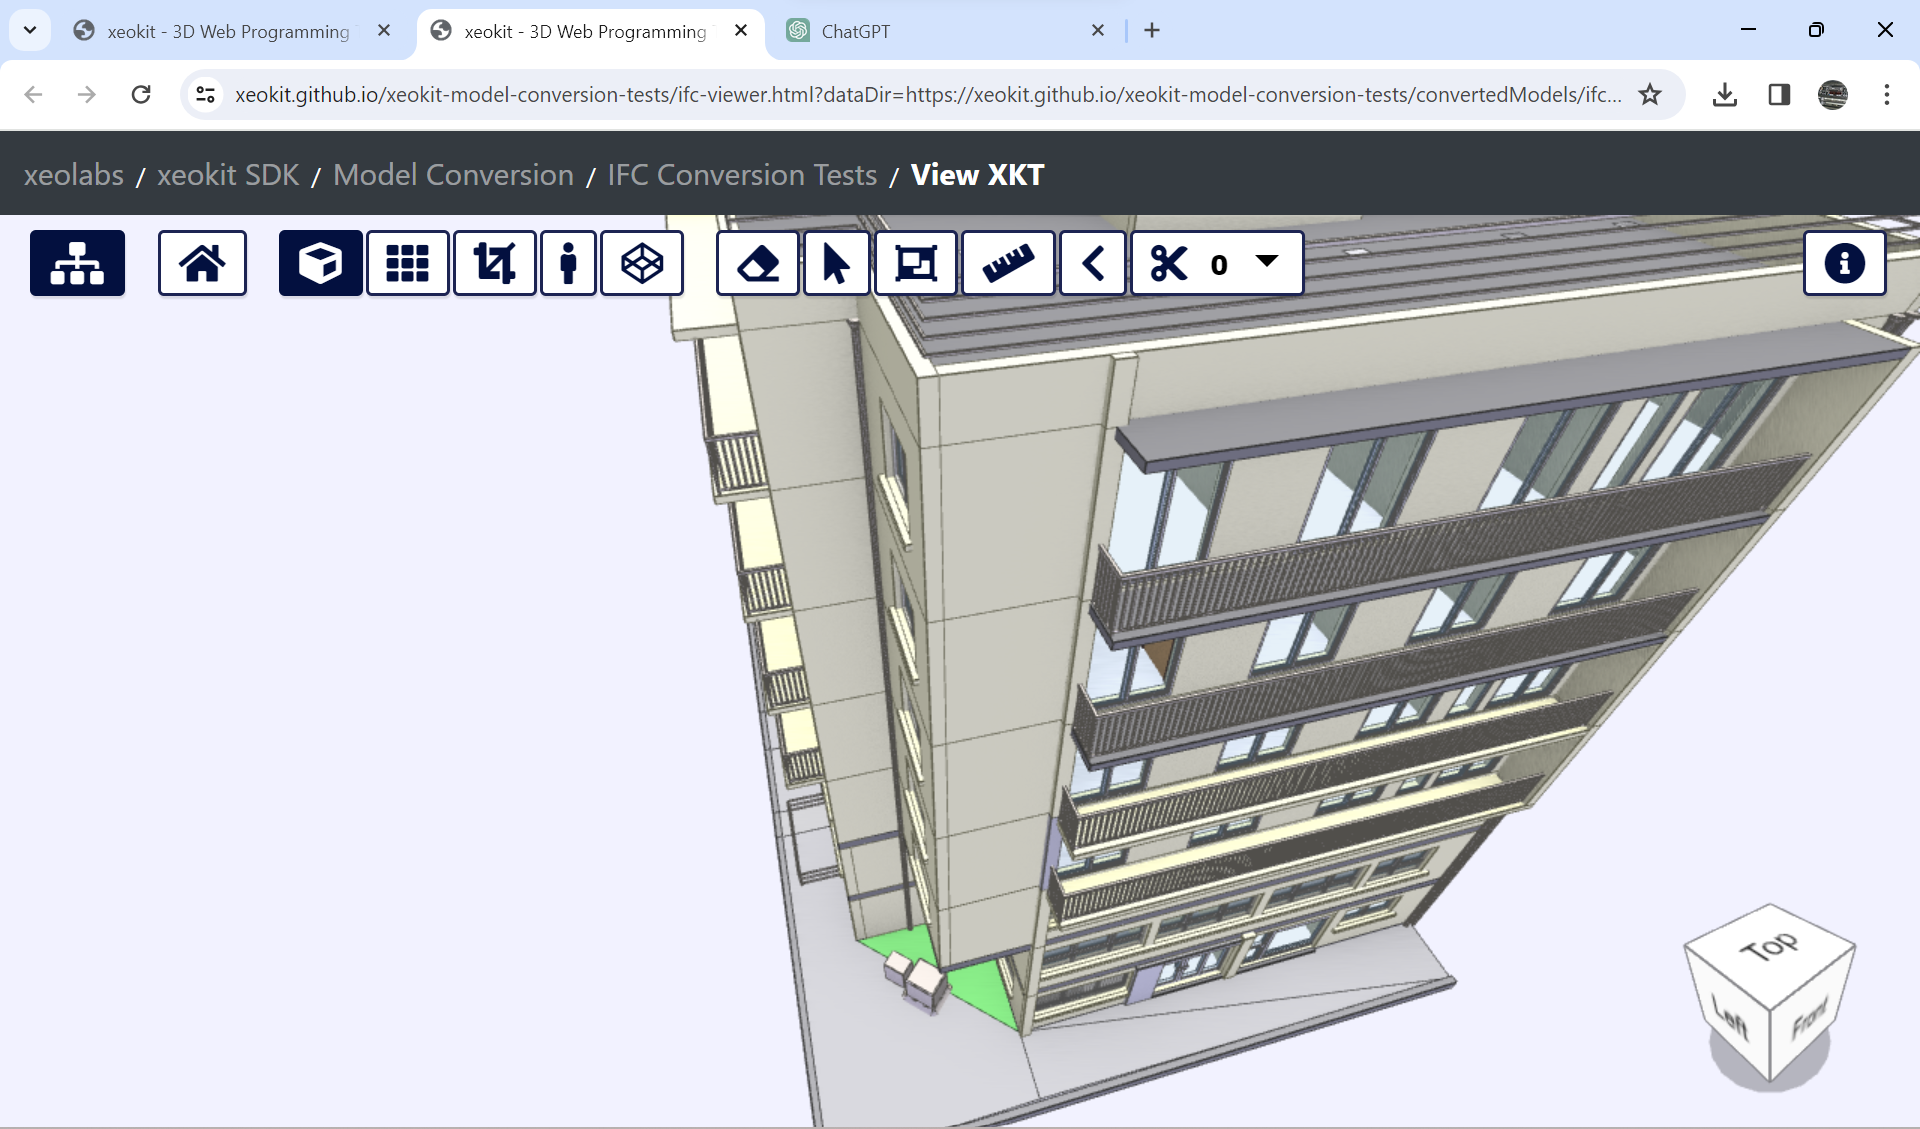 xeokit - 3D Web Programming
xeokit - 3D Web Programming
ChatGPT
xeokit.github.io/xeokit-model-conversion-tests/ifc-viewer.html?dataDir=https://xeokit.github.io/xeokit-model-conversion-tests/convertedModels/ifc...
xeolabs / xeokit SDK / Model Conversion / IFC Conversion Tests / View XKT
0
Top
Left
Front